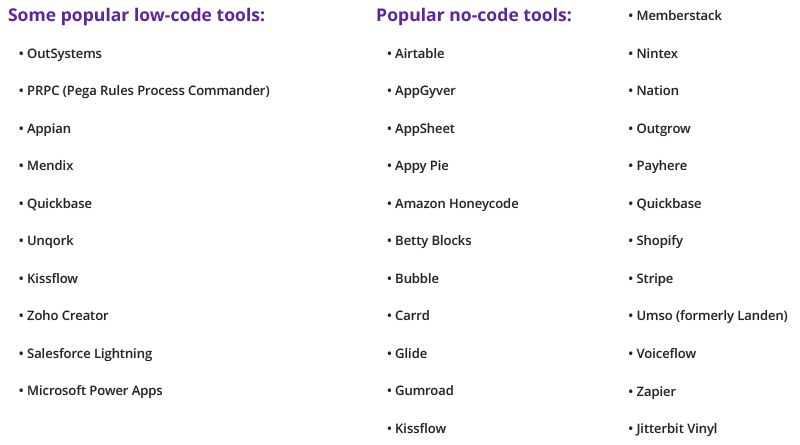 Some popular low-code tools:
• OutSystems
• PRPC (Pega Rules Process Commander)
• Appian
• Mendix
• Quickbase
• Unqork
• Kissflow
• Zoho Creator
• Salesforce Lightning
• Microsoft Power Apps
Popular no-code tools:
• Airtable
• AppGyver
• AppSheet
• Appy Pie
• Amazon Honeycode
• Betty Blocks
• Bubble
• Carrd
• Glide
• Gumroad
• Kissflow
• Memberstack
• Nintex
• Nation
• Outgrow
• Payhere
• Quickbase
• Shopify
• Stripe
• Umso (formerly Landen)
• Voiceflow
• Zapier
• Jitterbit Vinyl